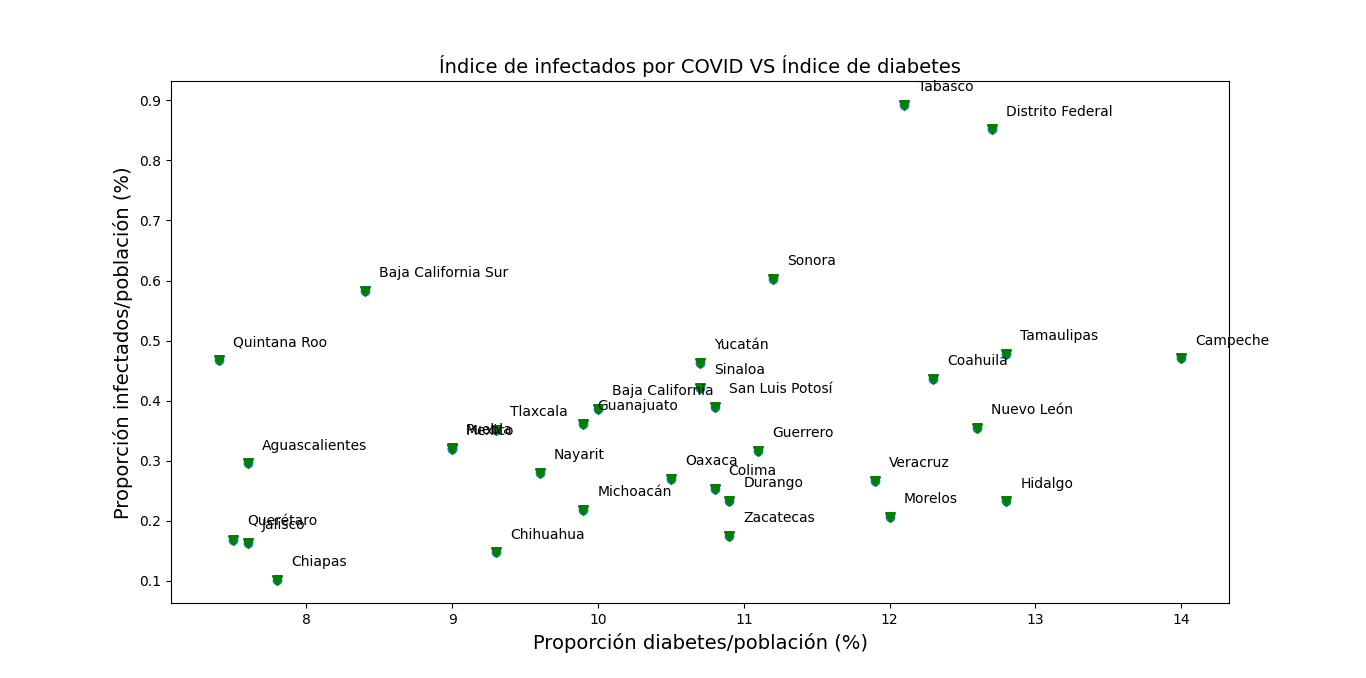 Índice de infectados por COVID VS Índice de diabetes
Proporción infectados/población (%)
0.9
0.8
0.7
0.6
0.5
0.4
0.3
0.2
0.1
Tabasco
Distrito Federal
Sonora
Baja California Sur
Quintana Roo
Yucatán
Tamaulipas
Campeche
Sinaloa
Coahuila
Baja California
San Luis Potosí
Guanajuato
Tlaxcala
Nuevo León
Puebla
Mexico
Guerrero
Aguascalientes
Nayarit
Oaxaca
Veracruz
Colima
Durango
Hidalgo
Michoacán
Morelos
Querétaro
Jalisco
Zacatecas
Chihuahua
Chiapas
8 9 10 11 12 13 14
Proporción diabetes/población (%)